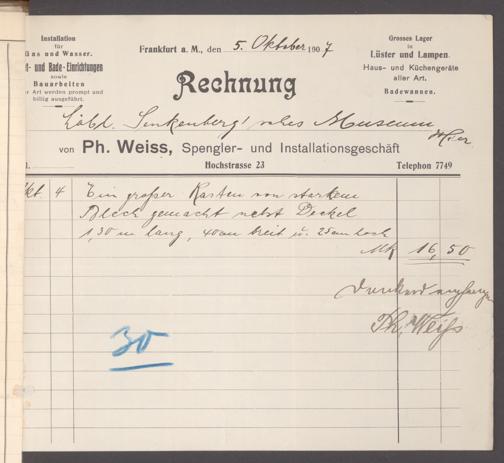 Installation
für
Gas und Wasser.
- und Bade-Einrichtungen
sowie
Bauarbeiten
Art werden prompt und
billig ausgeführt.
Frankfurt a. M., den 5. Oktober 1907
Grosses Lager
in
Lüster und Lampen.
Haus- und Küchengeräte
aller Art.
Badewannen.
Rechnung
Löbl. Senkenberg'sches Museum
Hier
von Ph. Weiss, Spengler- und Installationsgeschäft
Hochstrasse 23
Telephon 7749
Okt. 4 Ein großer Kasten von starkem
Blech gemacht nebst Deckel
1,30 m lang, 40 cm breit u. 25 cm hoch
Mk 16,50
Dankend empfangen
Ph. Weiß
30